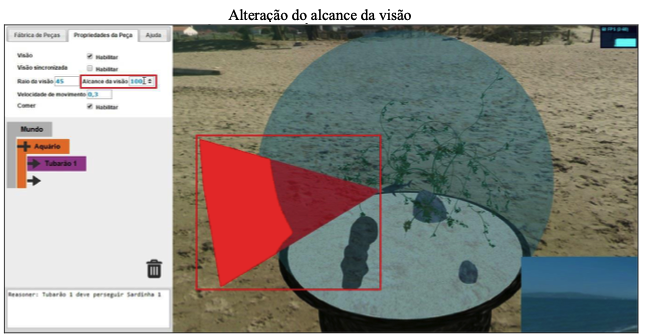 Alteração do alcance da visão
Fábrica de Peças Propriedades da Peça Ajuda
Visão Habilitar
Visão sincronizada Habilitar
Raio da visão 45 Alcance da visão 100
Velocidade de movimento 0,3
Comer Habilitar
Mundo
Aquário
Tubarão 1
Reasoner: Tubarão 1 deve perseguir Sardinha 1